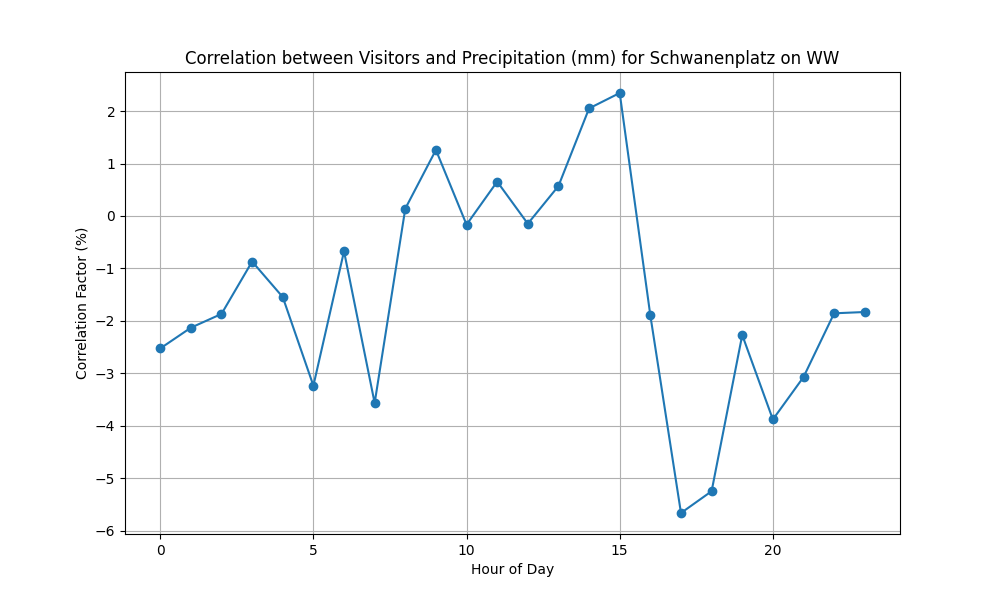 Correlation between Visitors and Precipitation (mm) for Schwanenplatz on WW
Correlation Factor (%)
2
1
0
−1
−2
−3
−4
−5
−6
0 5 10 15 20
Hour of Day